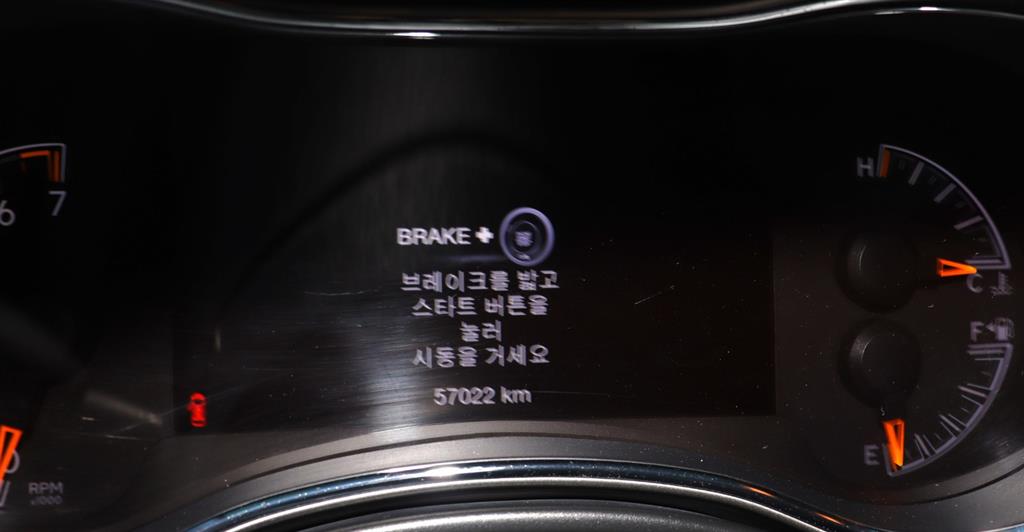 6
7
0
RPM
x1000
BRAKE +
브레이크를 밟고
스타트 버튼을
눌러
시동을 거세요
57022 km
H
C
F
E